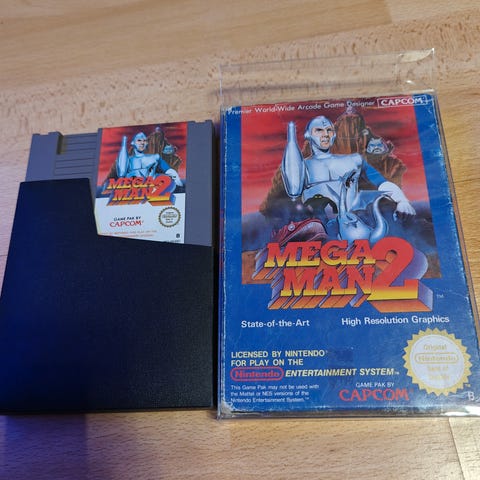 MEGA
MAN 2
GAME PAK BY
CAPCOM
B
Premier World-Wide Arcade Game Designer CAPCOM
MEGA
MAN 2
TM
State-of-the-Art High Resolution Graphics
LICENSED BY NINTENDO®
FOR PLAY ON THE
Nintendo ENTERTAINMENT SYSTEM™
This Game Pak may not be used with
the Mattel or NES versions of the
Nintendo Entertainment System.
GAME PAK BY
CAPCOM
Original
Nintendo
B